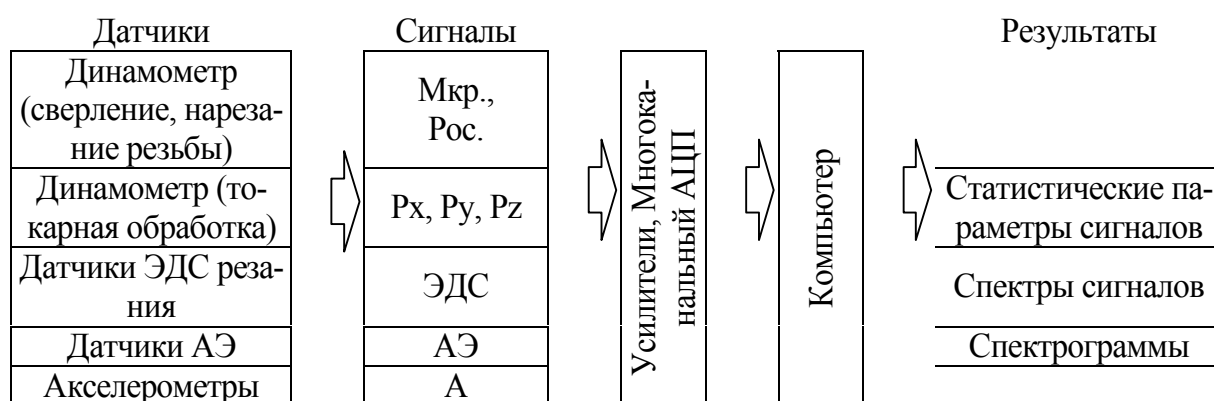 Датчики
Динамометр
(сверление, нареза-
ние резьбы)
Динамометр (то-
карная обработка)
Датчики ЭДС реза-
ния
Датчики АЭ
Акселерометры
Сигналы
Мкр.,
Рос.
Px, Py, Pz
ЭДС
АЭ
А
Усилители, Многока-
нальный АЦП
Компьютер
Результаты
Статистические па-
раметры сигналов
Спектры сигналов
Спектрограммы